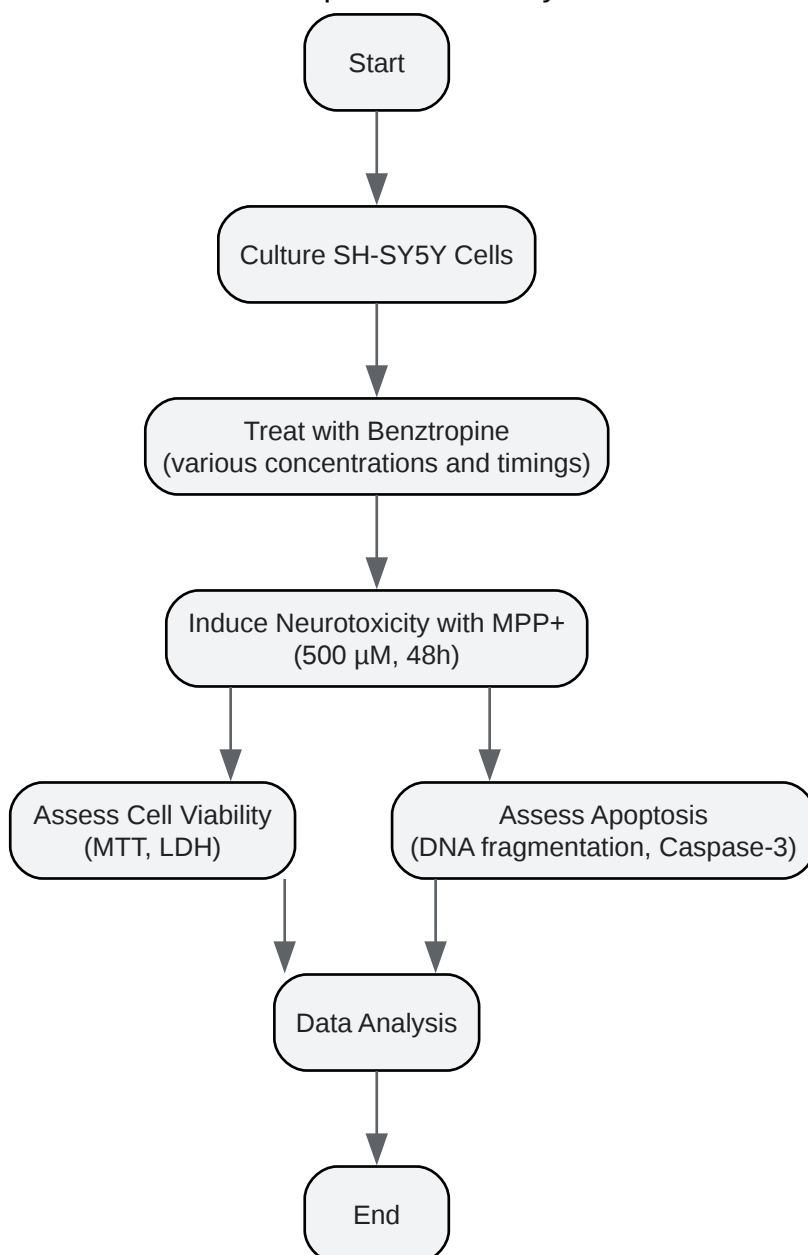 Start
Culture SH-SY5Y Cells
Treat with Benztropine
(various concentrations and timings)
Induce Neurotoxicity with MPP+
(500 µM, 48h)
Assess Cell Viability
(MTT, LDH)
Assess Apoptosis
(DNA fragmentation, Caspase-3)
Data Analysis
End